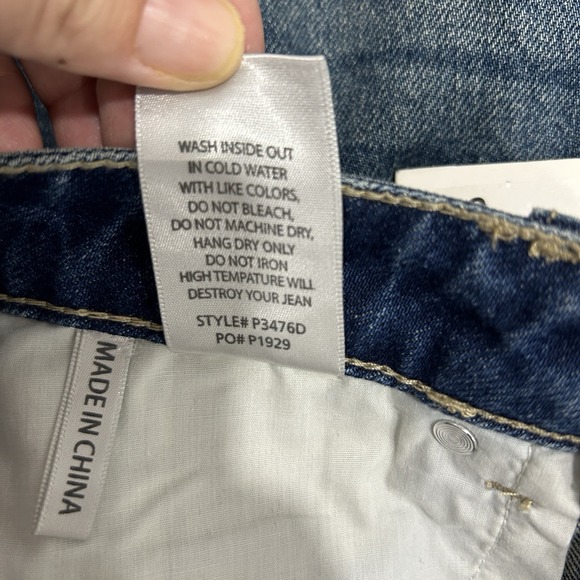 WASH INSIDE OUT
IN COLD WATER
WITH LIKE COLORS,
DO NOT BLEACH,
DO NOT MACHINE DRY,
HANG DRY ONLY
DO NOT IRON
HIGH TEMPATURE WILL
DESTROY YOUR JEAN
STYLE# P3476D
PO# P1929
MADE IN CHINA